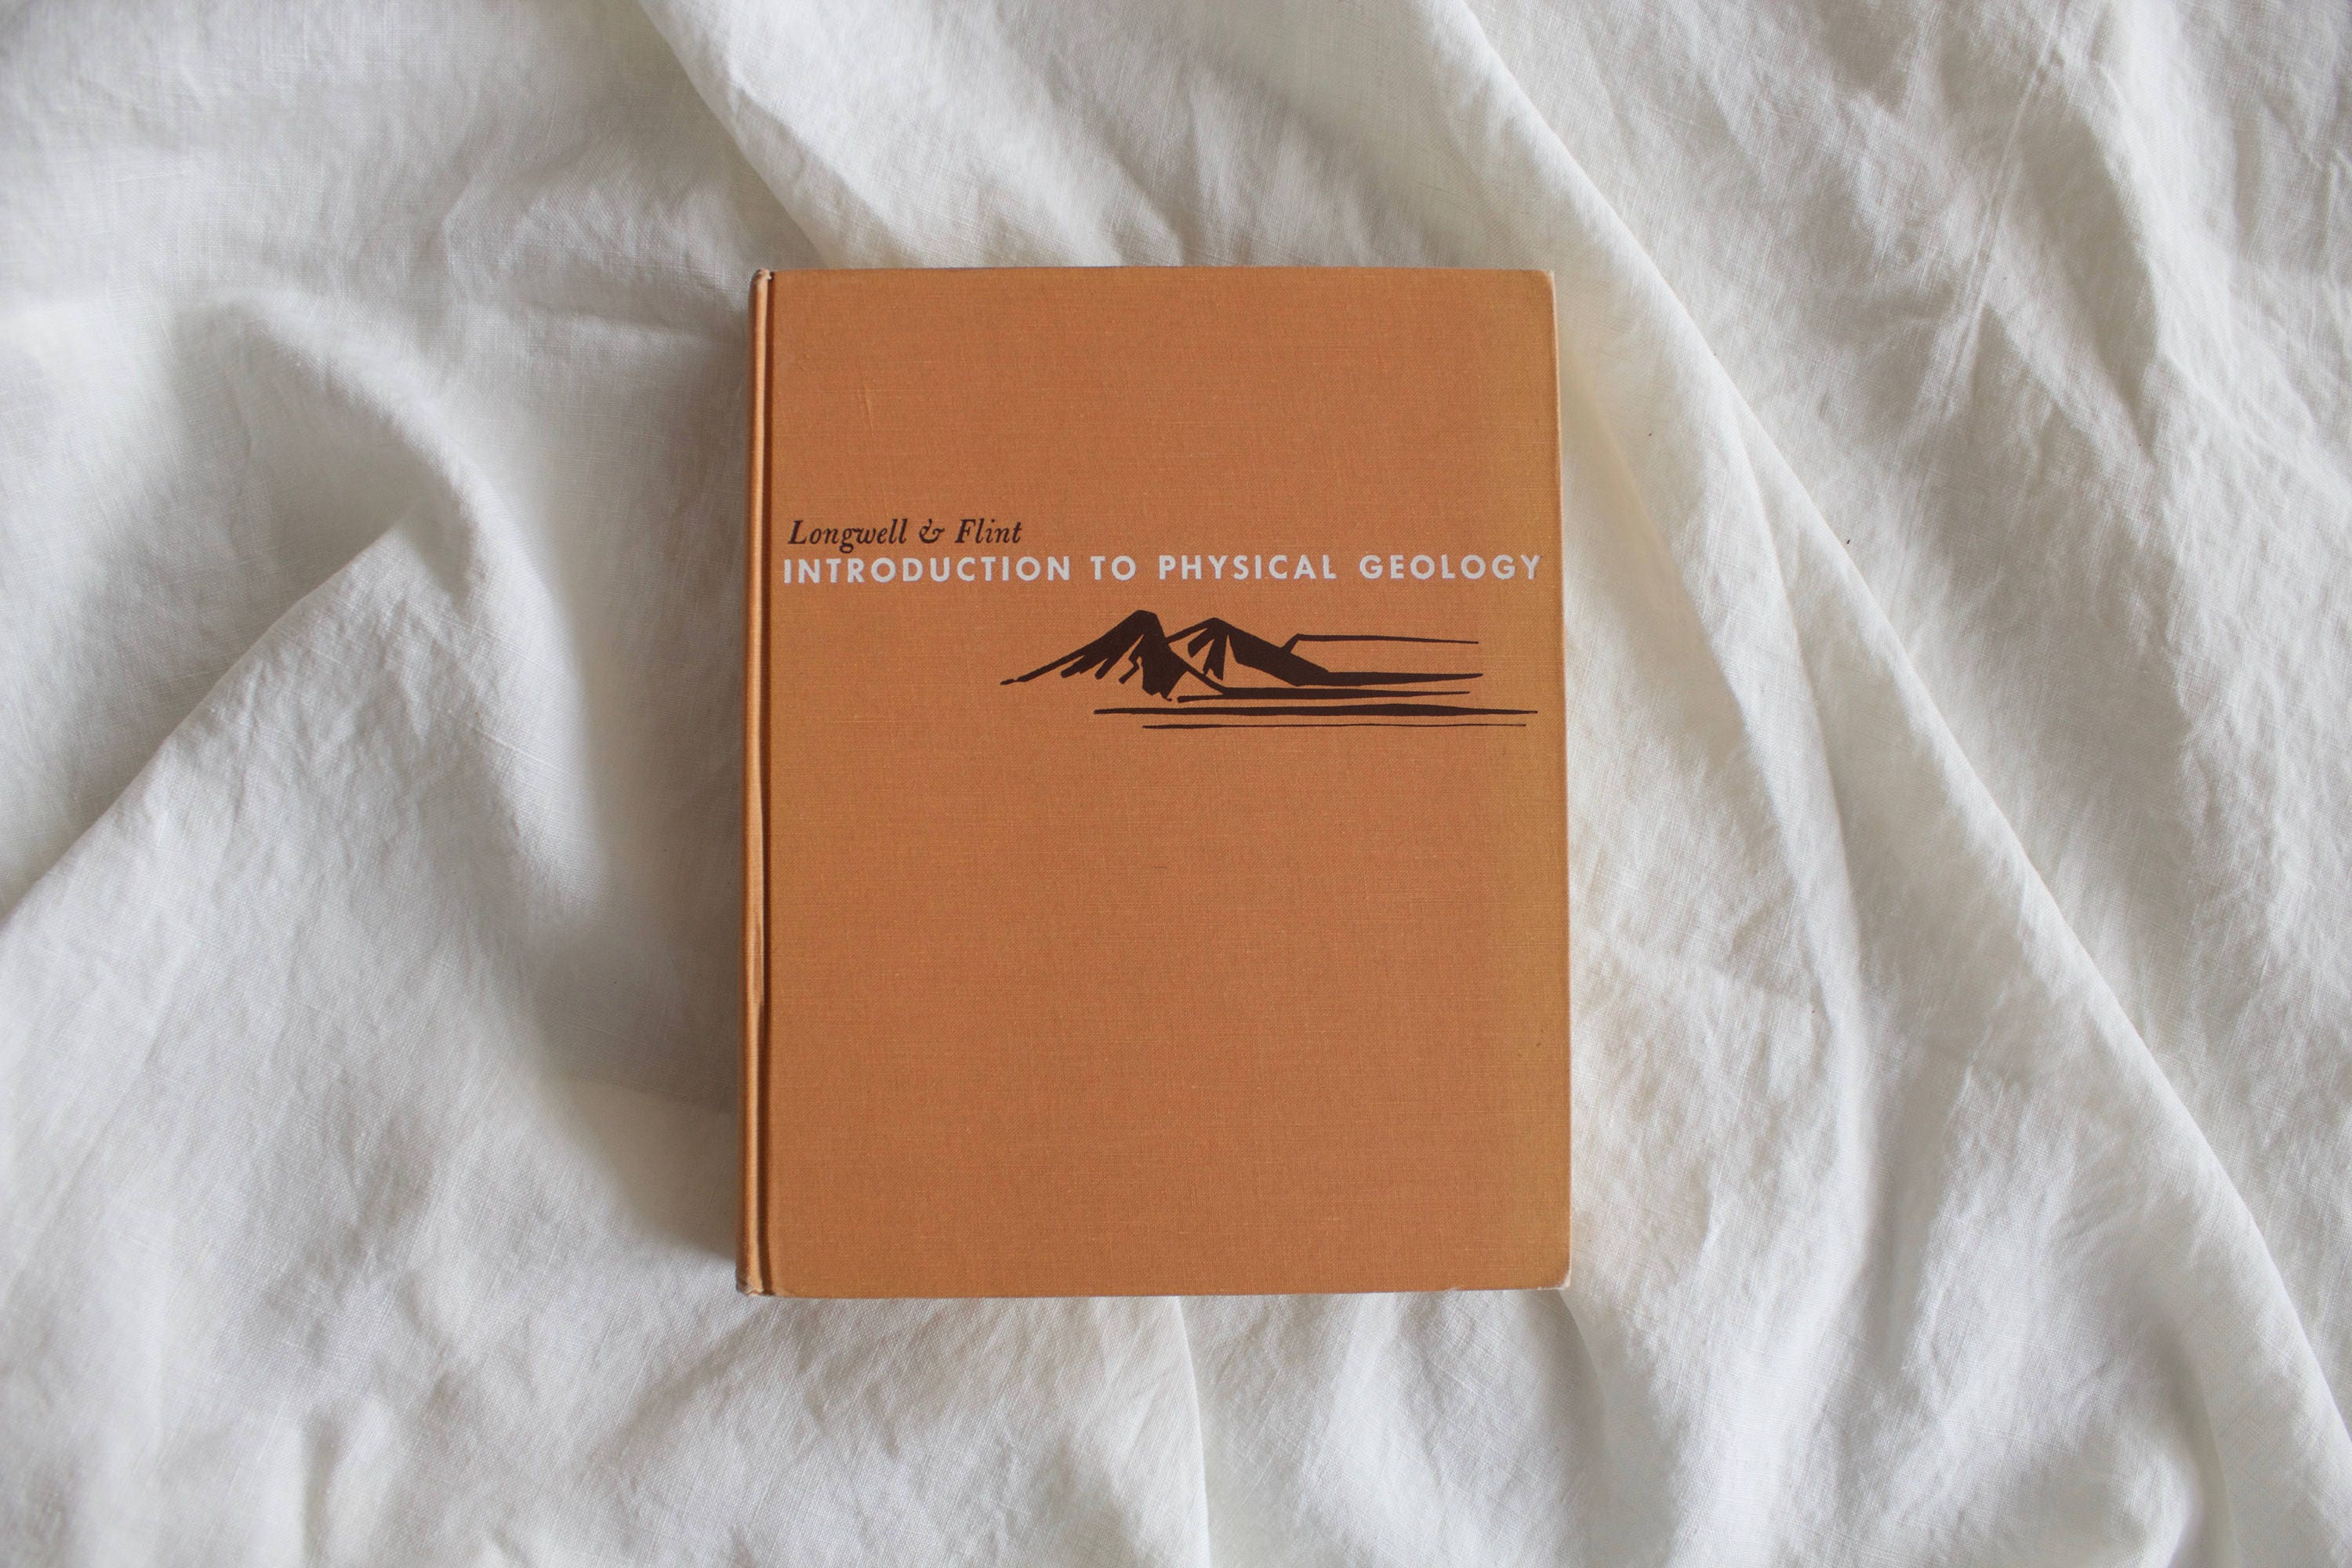 Longwell & Flint
INTRODUCTION TO PHYSICAL GEOLOGY